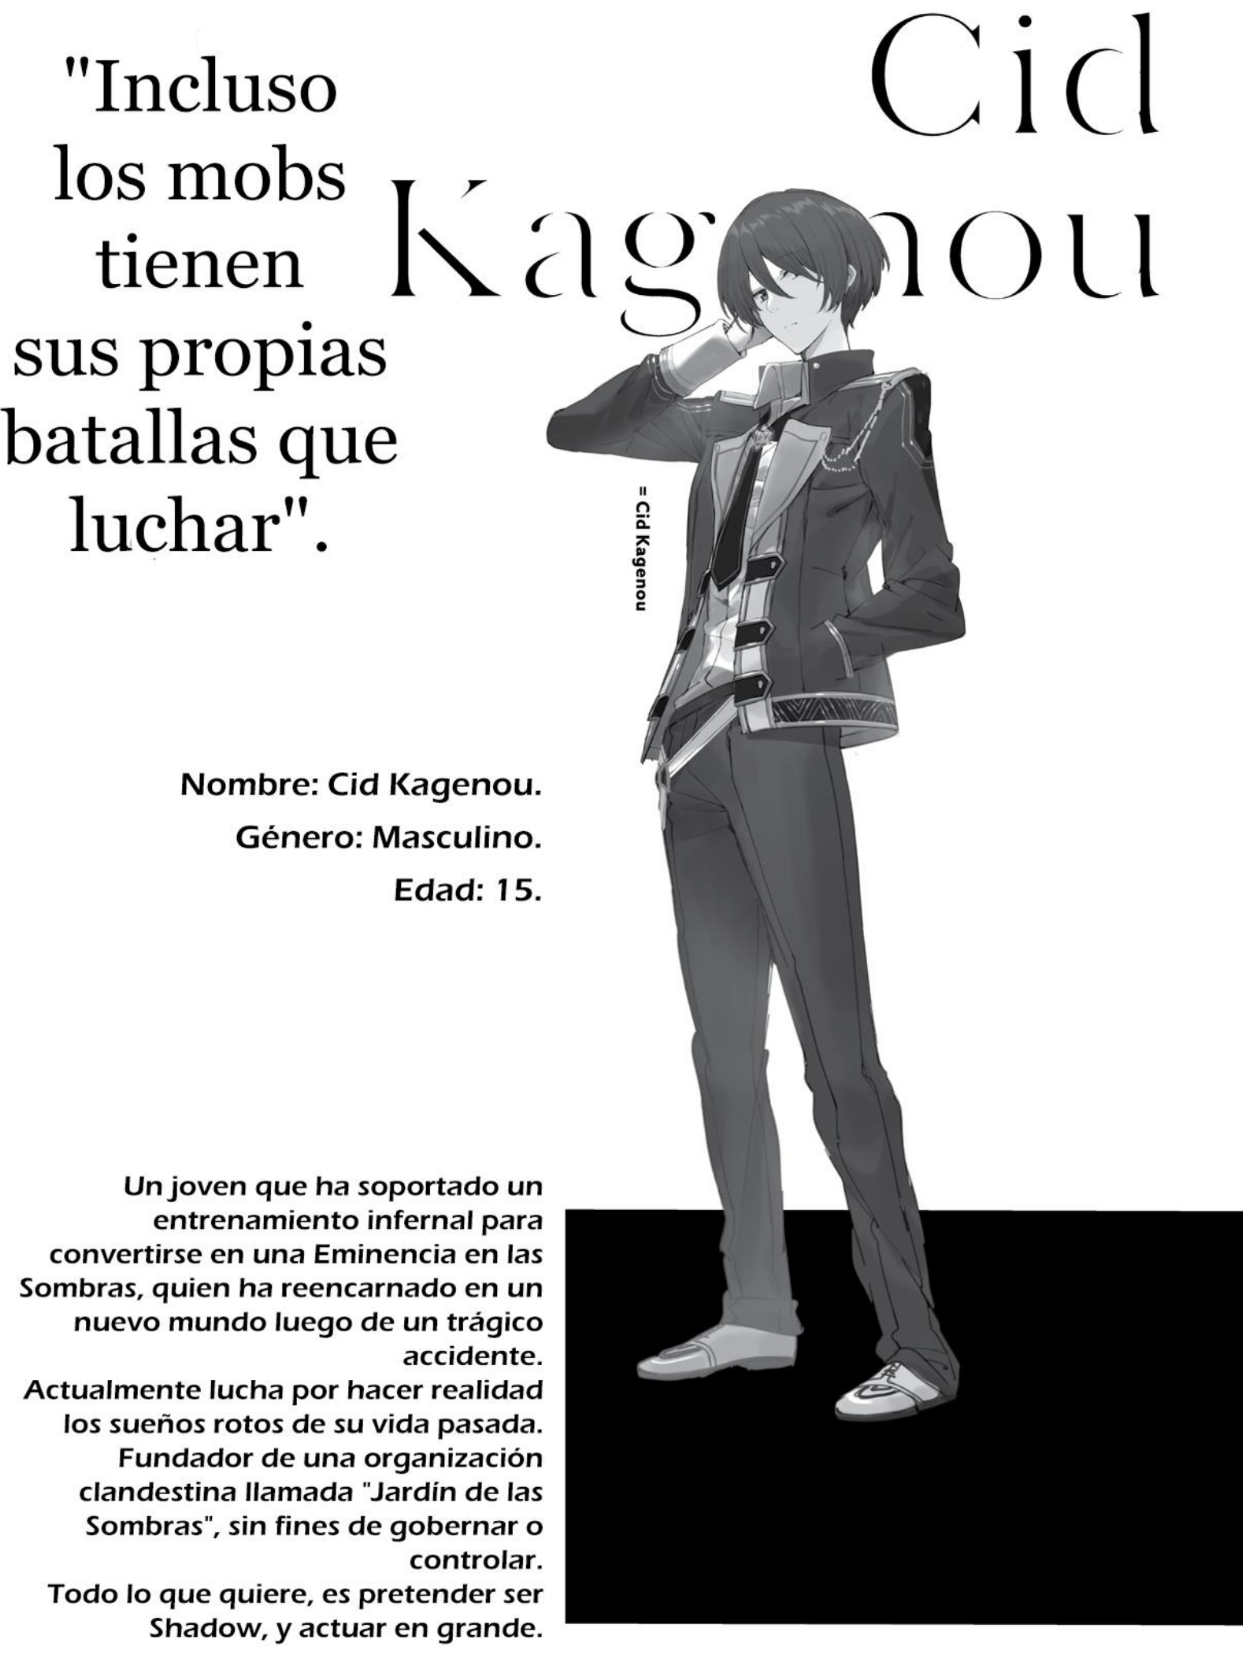 Cid
Kagenou
"Incluso
los mobs
tienen
sus propias
batallas que
luchar".
= Cid Kagenou
Nombre: Cid Kagenou.
Género: Masculino.
Edad: 15.
Un joven que ha soportado un
entrenamiento infernal para
convertirse en una Eminencia en las
Sombras, quien ha reencarnado en un
nuevo mundo luego de un trágico
accidente.
Actualmente lucha por hacer realidad
los sueños rotos de su vida pasada.
Fundador de una organización
clandestina llamada "Jardín de las
Sombras", sin fines de gobernar o
controlar.
Todo lo que quiere, es pretender ser
Shadow, y actuar en grande.